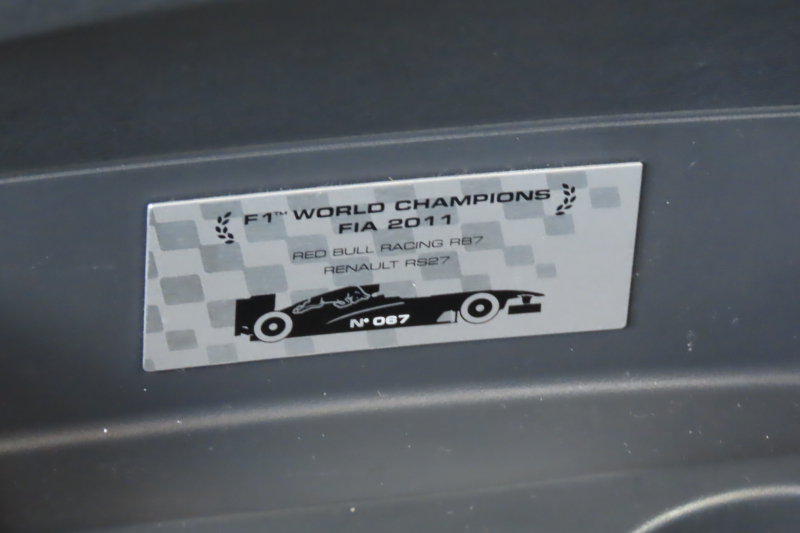 F1™ WORLD CHAMPIONS
FIA 2011
RED BULL RACING RB7
RENAULT RS27
N° 067